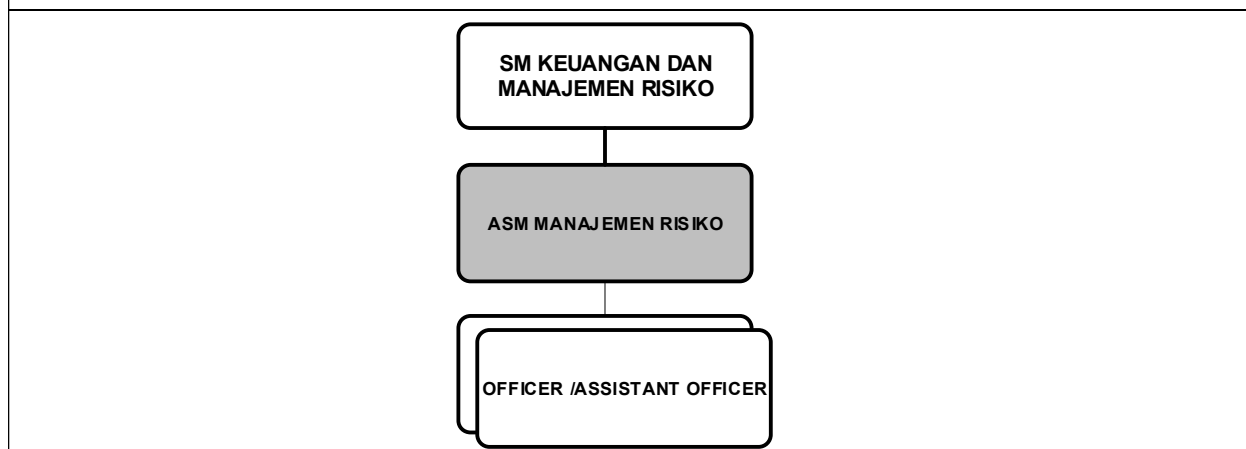 SM KEUANGAN DAN
MANAJEMEN RISIKO
ASM MANAJEMEN RISIKO
OFFICER /ASSISTANT OFFICER